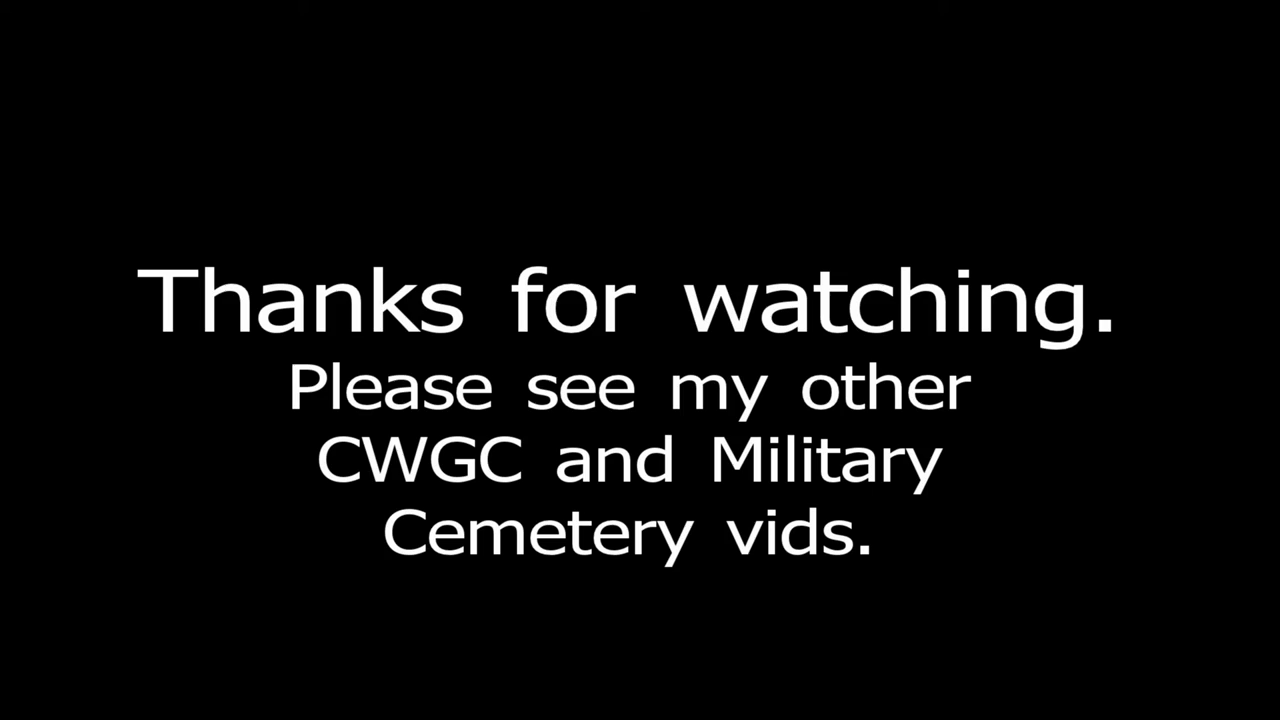 Thanks for watching.
Please see my other
CWGC and Military
Cemetery vids.